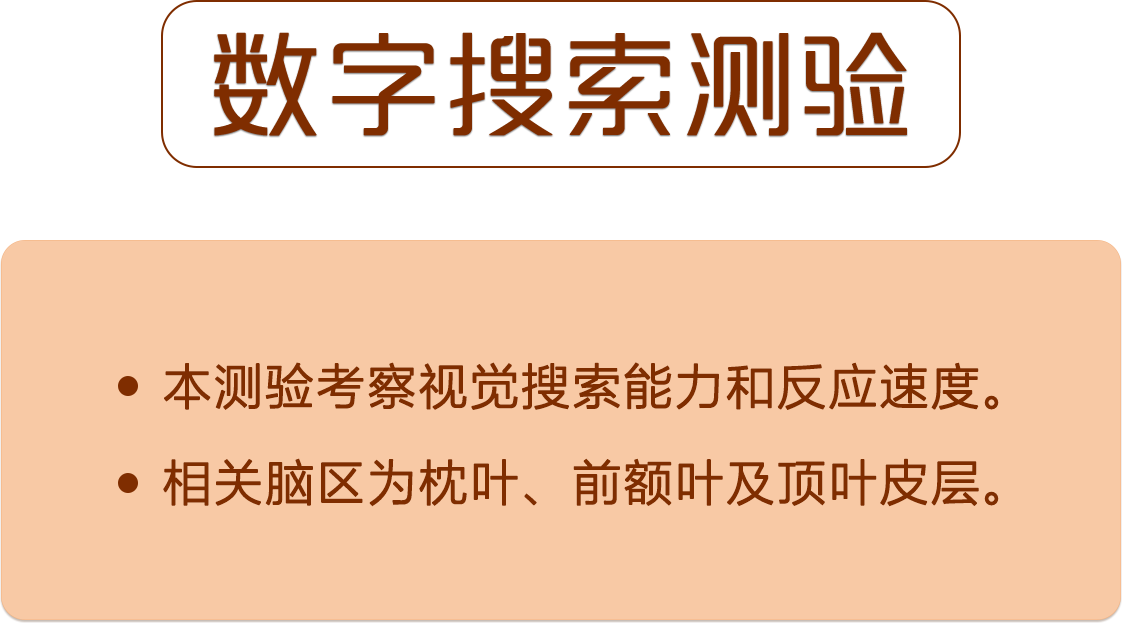 数字搜索测验
• 本测验考察视觉搜索能力和反应速度。
• 相关脑区为枕叶、前额叶及顶叶皮层。